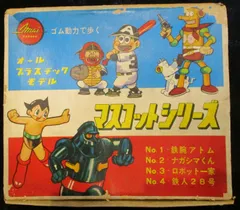 ゴム動力で歩く
オール
プラスチック
モデル
マスコットシリーズ
No.1 鉄腕アトム
No.2 ナガシマくん
No.3 ロボット一家
No.4 鉄人28号